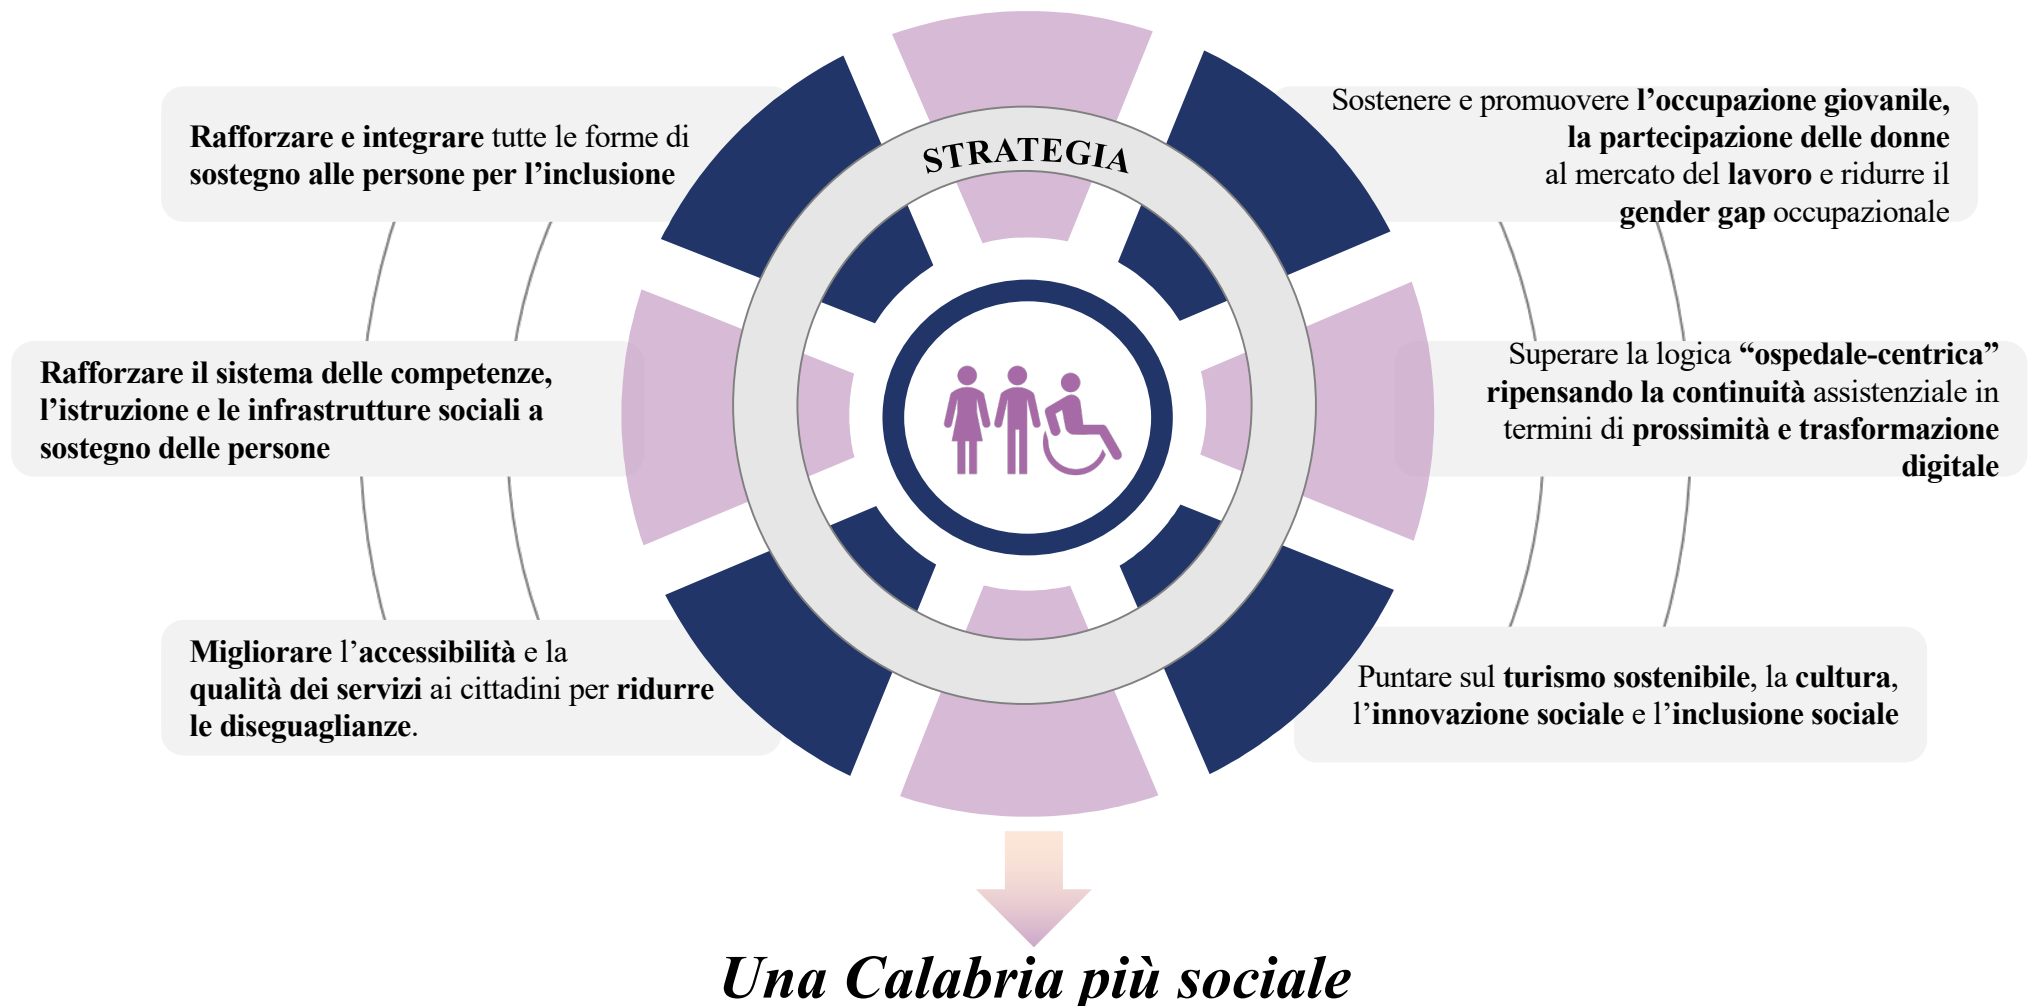 STRATEGIA
Rafforzare e integrare tutte le forme di
sostegno alle persone per l’inclusione
Rafforzare il sistema delle competenze,
l’istruzione e le infrastrutture sociali a
sostegno delle persone
Migliorare l’accessibilità e la
qualità dei servizi ai cittadini per ridurre
le diseguaglianze.
Sostenere e promuovere l’occupazione giovanile,
la partecipazione delle donne
al mercato del lavoro e ridurre il
gender gap occupazionale
Superare la logica “ospedale-centrica”
ripensando la continuità assistenziale in
termini di prossimità e trasformazione
digitale
Puntare sul turismo sostenibile, la cultura,
l’innovazione sociale e l’inclusione sociale
Una Calabria più sociale